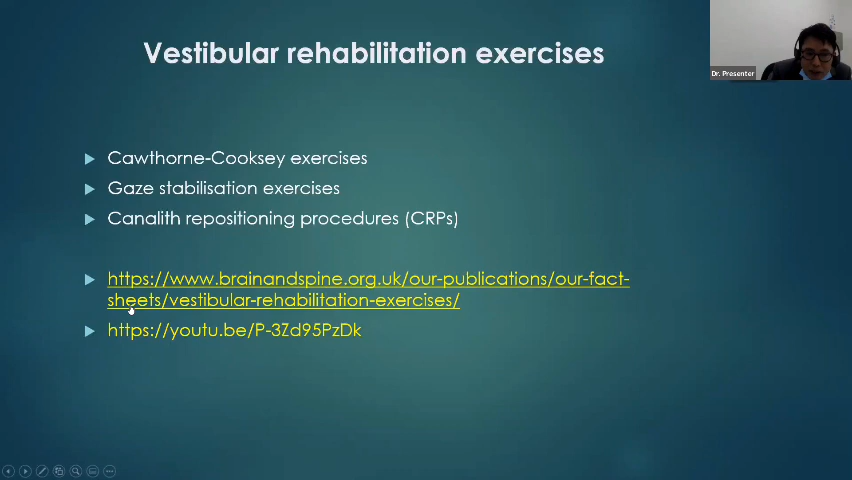 Vestibular rehabilitation exercises
Dr. Presenter
Cawthorne-Cooksey exercises
Gaze stabilisation exercises
Canalith repositioning procedures (CRPs)
https://www.brainandspine.org.uk/our-publications/our-fact-
sheets/vestibular-rehabilitation-exercises/
https://youtu.be/P-3Zd95PzDk